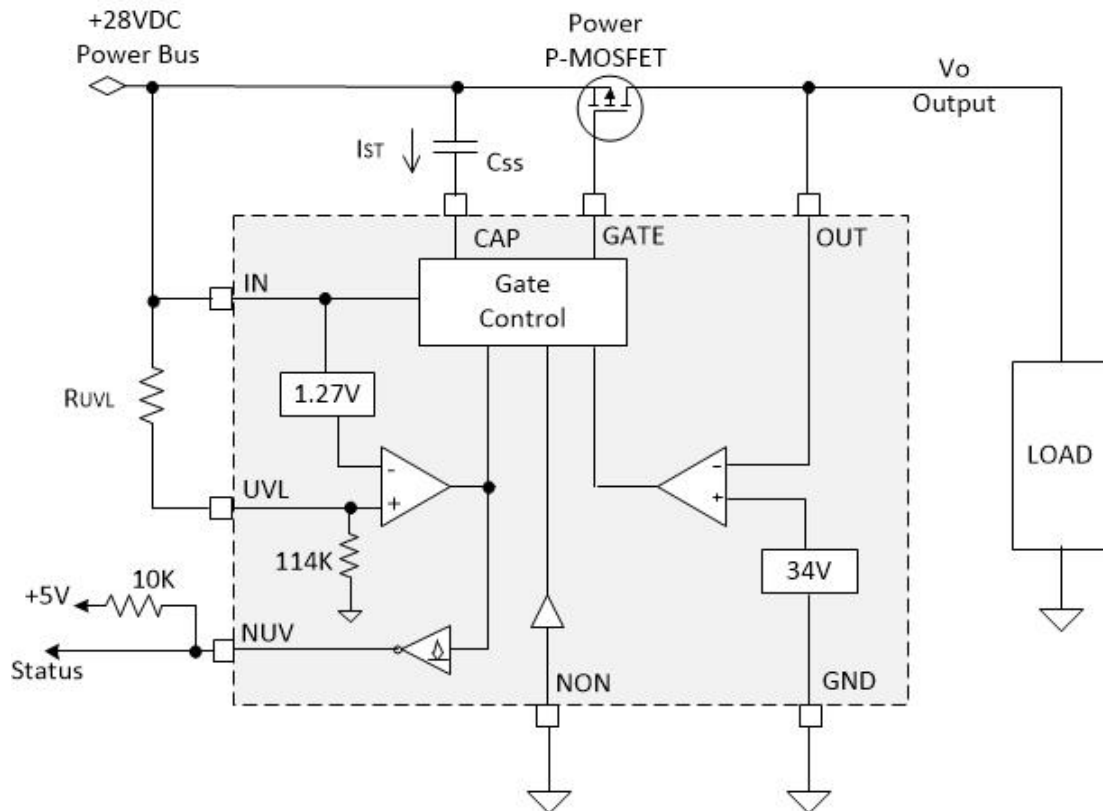 +28VDC
Power Bus
Power
P-MOSFET
Vo
Output
IST
Css
CAP
GATE
OUT
IN
Gate
Control
RUVL
1.27V
-
+
UVL
114K
-
+
34V
LOAD
10K
+5V
NUV
Status
NON
GND